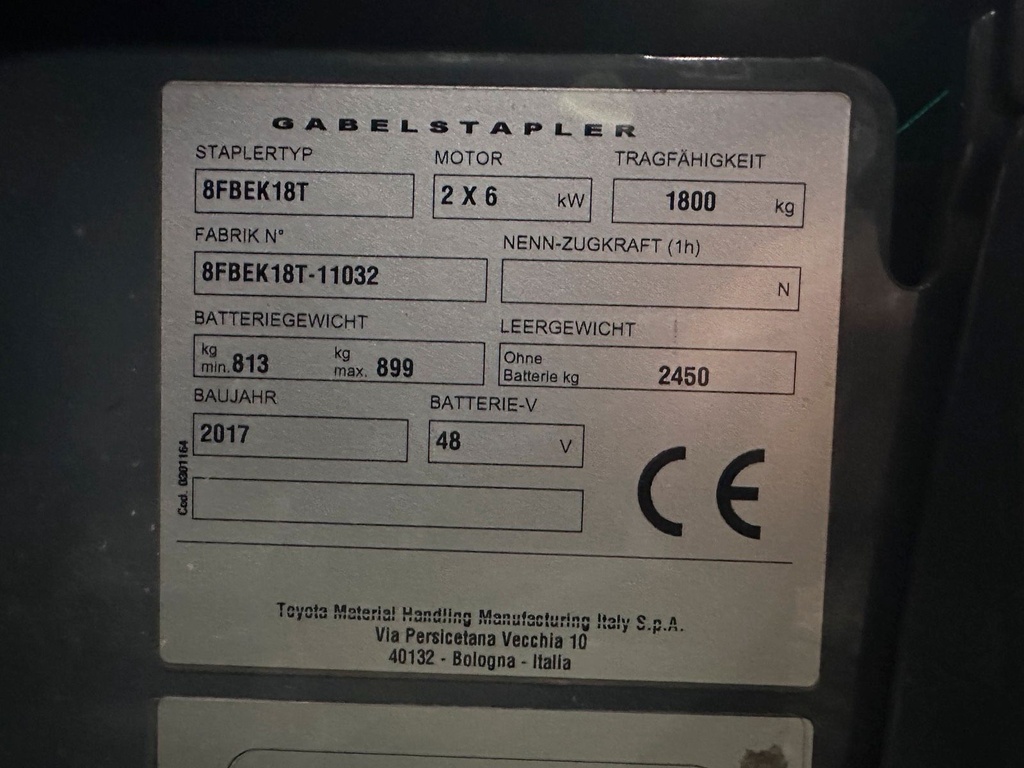 GABELSTAPLER
STAPLERTYP MOTOR TRAGFÄHIGKEIT
8FBEK18T 2 X 6 kW 1800 kg
FABRIK N° NENN-ZUGKRAFT (1h)
8FBEK18T-11032 N
BATTERIEGEWICHT LEERGEWICHT
kg min. 813 kg max. 899 Ohne Batterie kg 2450
BAUJAHR BATTERIE-V
2017 48 V
Cod. 0301164
CE
Toyota Material Handling Manufacturing Italy S.p.A.
Via Persicetana Vecchia 10
40132 - Bologna - Italia